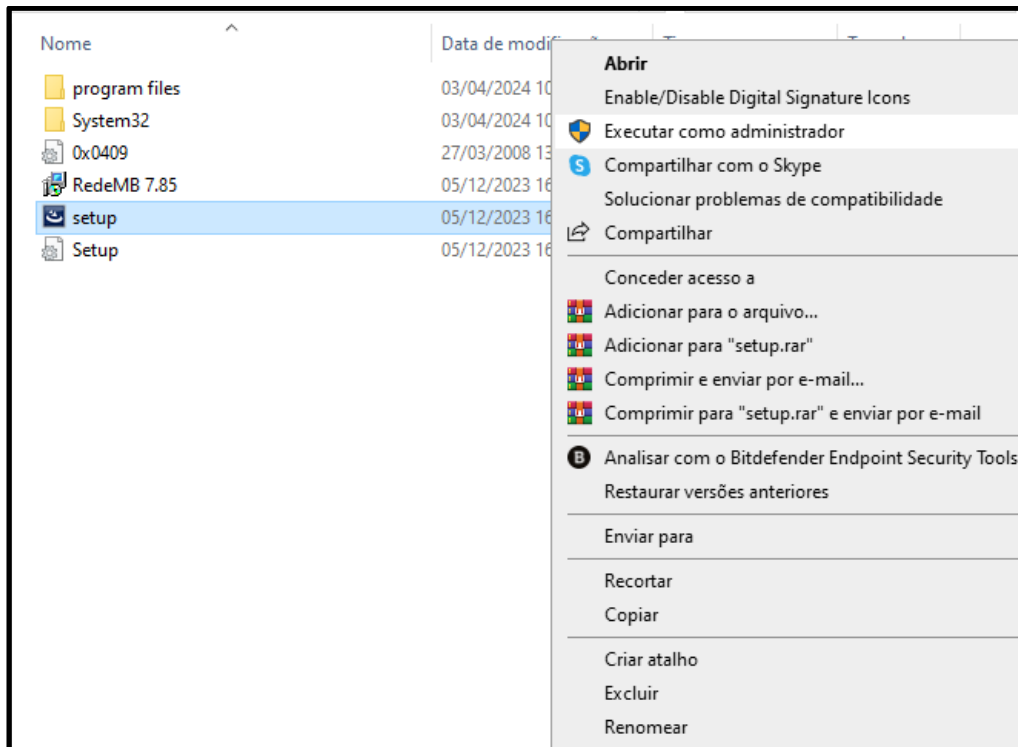 Nome Data de modifi
program files 03/04/2024 10
System32 03/04/2024 10
0x0409 27/03/2008 13
RedeMB 7.85 05/12/2023 16
setup 05/12/2023 16
Setup 05/12/2023 16
Abrir
Enable/Disable Digital Signature Icons
Executar como administrador
Compartilhar com o Skype
Solucionar problemas de compatibilidade
Compartilhar
Conceder acesso a
Adicionar para o arquivo...
Adicionar para "setup.rar"
Comprimir e enviar por e-mail...
Comprimir para "setup.rar" e enviar por e-mail
Analisar com o Bitdefender Endpoint Security Tools
Restaurar versões anteriores
Enviar para
Recortar
Copiar
Criar atalho
Excluir
Renomear